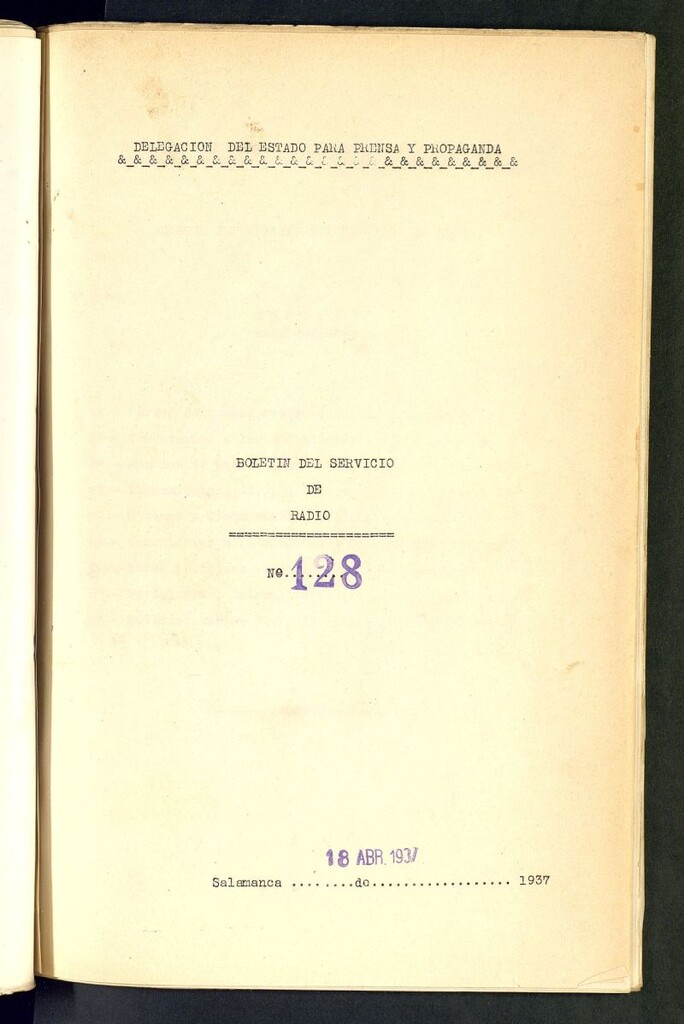 DELEGACION DEL ESTADO PARA PRENSA Y PROPAGANDA
&_&_&_&_&_&_&_&_&_&_&_&_&_&_&_&_&_&_&_&_&_&_&_&_&_&
BOLETIN DEL SERVICIO
DE
RADIO
=====================
Nº.........128
18 ABR. 1937
Salamanca ........de.................. 1937